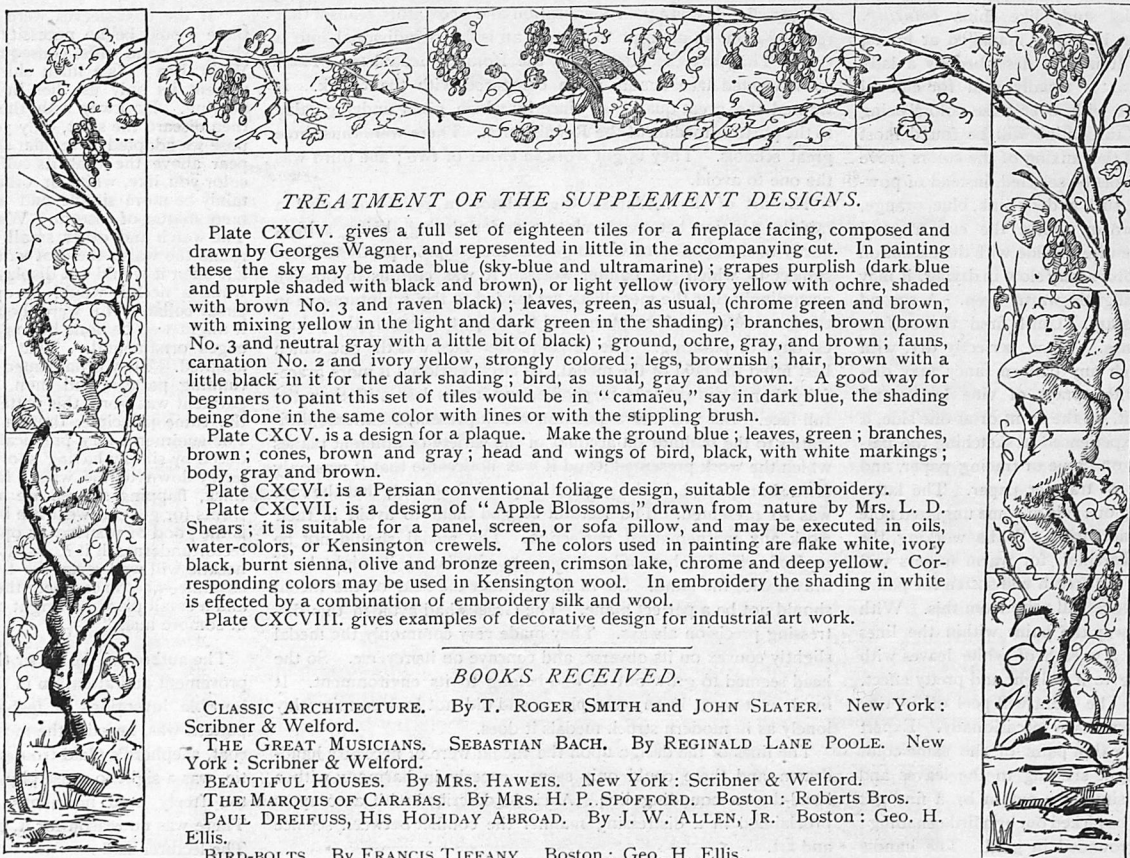 TREATMENT OF THE SUPPLEMENT DESIGNS.
Plate CXCIV. gives a full set of eighteen tiles for a fireplace facing, composed and
drawn by Georges Wagner, and represented in little in the accompanying cut. In painting
these the sky may be made blue (sky-blue and ultramarine) ; grapes purplish (dark blue
and purple shaded with black and brown), or light yellow (ivory yellow with ochre, shaded
with brown No. 3 and raven black) ; leaves, green, as usual, (chrome green and brown,
with mixing yellow in the light and dark green in the shading) ; branches, brown (brown
No. 3 and neutral gray with a little bit of black) ; ground, ochre, gray, and brown ; fauns,
carnation No. 2 and ivory yellow, strongly colored ; legs, brownish ; hair, brown with a
little black in it for the dark shading ; bird, as usual, gray and brown. A good way for
beginners to paint this set of tiles would be in "camaïeu," say in dark blue, the shading
being done in the same color with lines or with the stippling brush.
Plate CXCV. is a design for a plaque. Make the ground blue ; leaves, green ; branch,
brown ; cones, brown and gray ; head and wings of bird, black, with white markings ;
body, gray and brown.
Plate CXCVI. is a Persian conventional foliage design, suitable for embroidery.
Plate CXCVII. is a design of "Apple Blossoms," drawn from nature by Mrs. L. D.
Shears ; it is suitable for a panel, screen, or sofa pillow, and may be executed in oils,
water-colors, or Kensington crewels. The colors used in painting are flake white, ivory
black, burnt sienna, olive and bronze green, crimson lake, chrome and deep yellow. Cor-
responding colors may be used in Kensington wool. In embroidery the shading in white
is effected by a combination of embroidery silk and wool.
Plate CXCVIII. gives examples of decorative design for industrial art work.
BOOKS RECEIVED.
CLASSIC ARCHITECTURE. By T. ROGER SMITH and JOHN SLATER. New York :
Scribner & Welford.
THE GREAT MUSICIANS, SEBASTIAN BACH. By REGINALD LANE POOLE. New
York : Scribner & Welford.
BEAUTIFUL HOUSES. By MRS. HAWEIS. New York : Scribner & Welford.
THE MARQUIS OF CARABAS. By MRS. H. P. SPOFFORD. Boston : Roberts Bros.
PAUL DREIFUSS, HIS HOLIDAY ABROAD. By J. W. ALLEN, JR. Boston : Geo. H.
Ellis.
BIRD-BOLTS. By FRANCIS TIFFANY. Boston : Geo. H. Ellis.